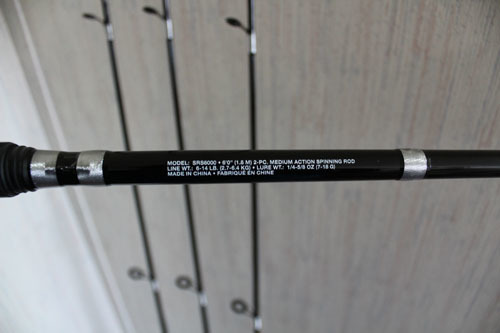 MODEL: SRS6000 • 6'0" (1.8 M) 2-PC, MEDIUM ACTION SPINNING ROD
LINE WT.: 6-14 LB. (2.7-6.4 KG) • LURE WT.: 1/4-5/8 OZ (7-18 G)
MADE IN CHINA • FABRIQUÉ EN CHINE